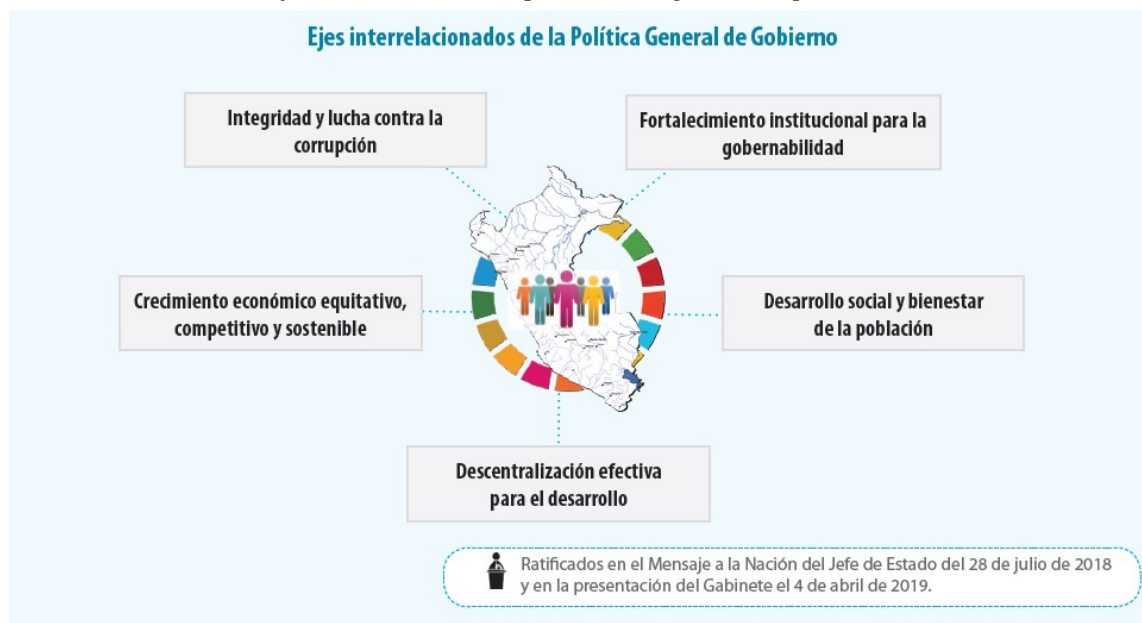 Ejes interrelacionados de la Política General de Gobierno
Integridad y lucha contra la
corrupción
Fortalecimiento institucional para la
gobernabilidad
Crecimiento económico equitativo,
competitivo y sostenible
Desarrollo social y bienestar
de la población
Descentralización efectiva
para el desarrollo
Ratificados en el Mensaje a la Nación del Jefe de Estado del 28 de julio de 2018
y en la presentación del Gabinete el 4 de abril de 2019.